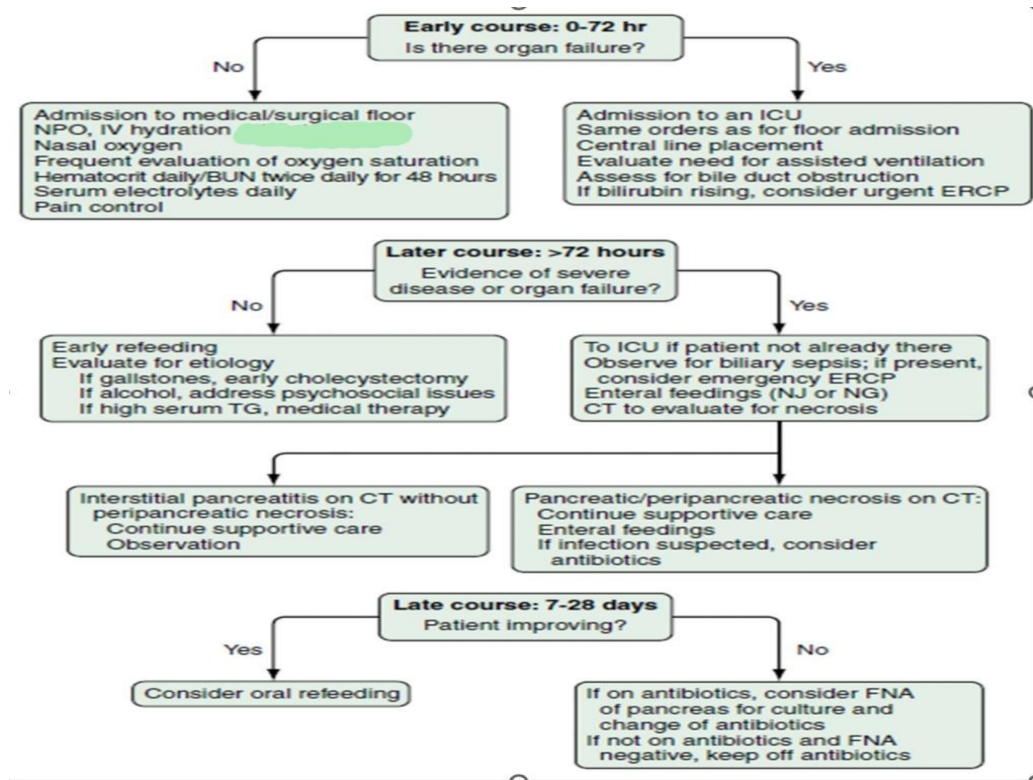 Early course: 0-72 hr
Is there organ failure?
No
Yes
Admission to medical/surgical floor
NPO, IV hydration
Nasal oxygen
Frequent evaluation of oxygen saturation
Hematocrit daily/BUN twice daily for 48 hours
Serum electrolytes daily
Pain control
Admission to an ICU
Same orders as for floor admission
Central line placement
Evaluate need for assisted ventilation
Assess for bile duct obstruction
If bilirubin rising, consider urgent ERCP
Later course: >72 hours
Evidence of severe
disease or organ failure?
No
Yes
Early refeeding
Evaluate for etiology
If gallstones, early cholecystectomy
If alcohol, address psychosocial issues
If high serum TG, medical therapy
To ICU if patient not already there
Observe for biliary sepsis; if present,
consider emergency ERCP
Enteral feedings (NJ or NG)
CT to evaluate for necrosis
Interstitial pancreatitis on CT without
peripancreatic necrosis:
Continue supportive care
Observation
Pancreatic/peripancreatic necrosis on CT:
Continue supportive care
Enteral feedings
If infection suspected, consider
antibiotics
Late course: 7-28 days
Patient improving?
Yes
No
Consider oral refeeding
If on antibiotics, consider FNA
of pancreas for culture and
change of antibiotics
If not on antibiotics and FNA
negative, keep off antibiotics